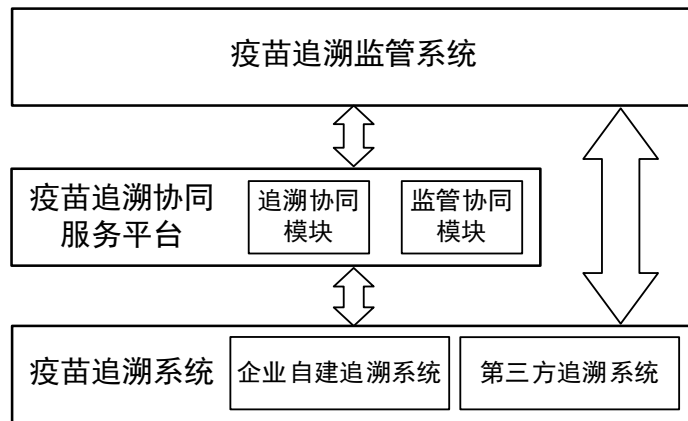 疫苗追溯监管系统
疫苗追溯协同
服务平台
追溯协同
模块
监管协同
模块
疫苗追溯系统
企业自建追溯系统
第三方追溯系统